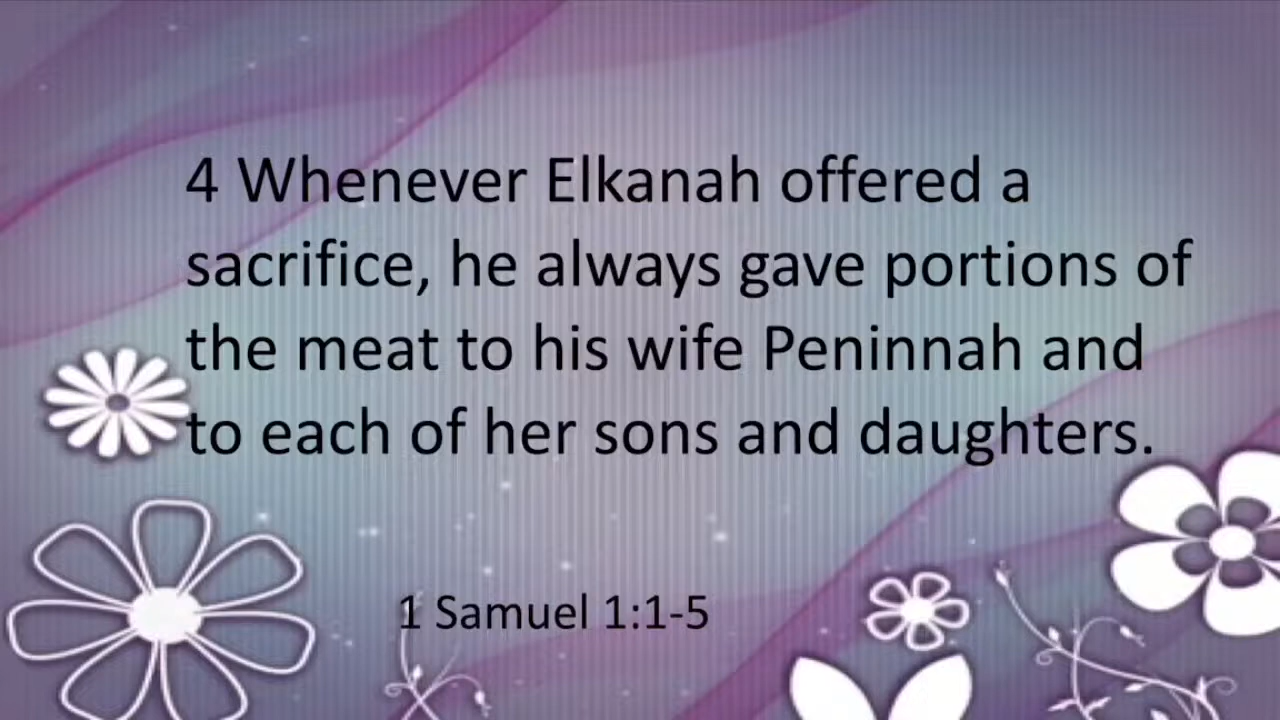 4 Whenever Elkanah offered a
sacrifice, he always gave portions of
the meat to his wife Peninnah and
to each of her sons and daughters.
1 Samuel 1:1-5